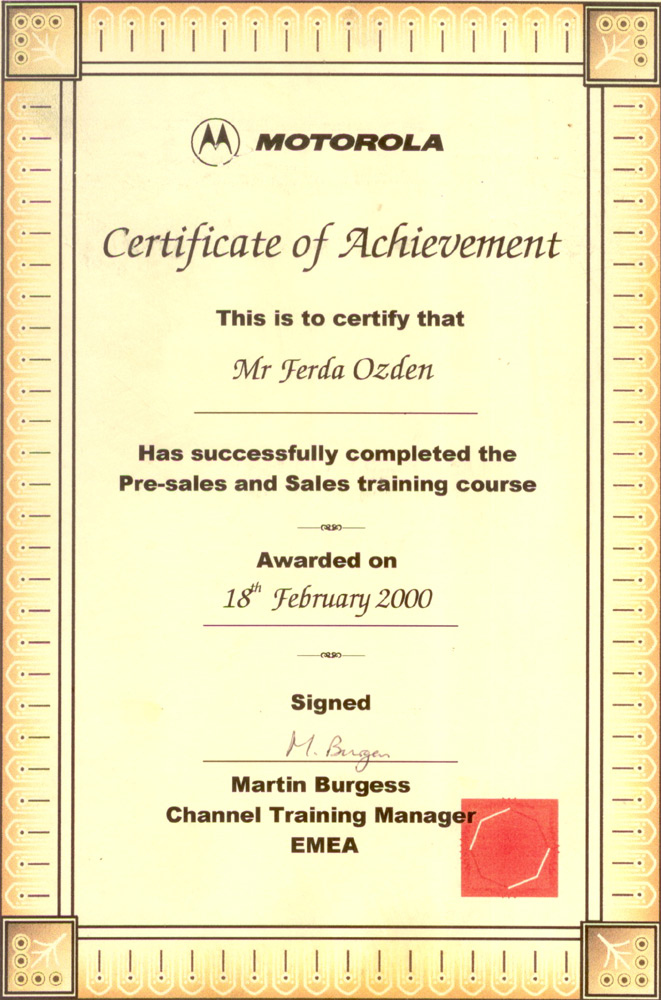 MOTOROLA
Certificate of Achievement
This is to certify that
Mr Ferda Ozden
Has successfully completed the
Pre-sales and Sales training course
Awarded on
18th February 2000
Signed
M. Burgess
Martin Burgess
Channel Training Manager
EMEA